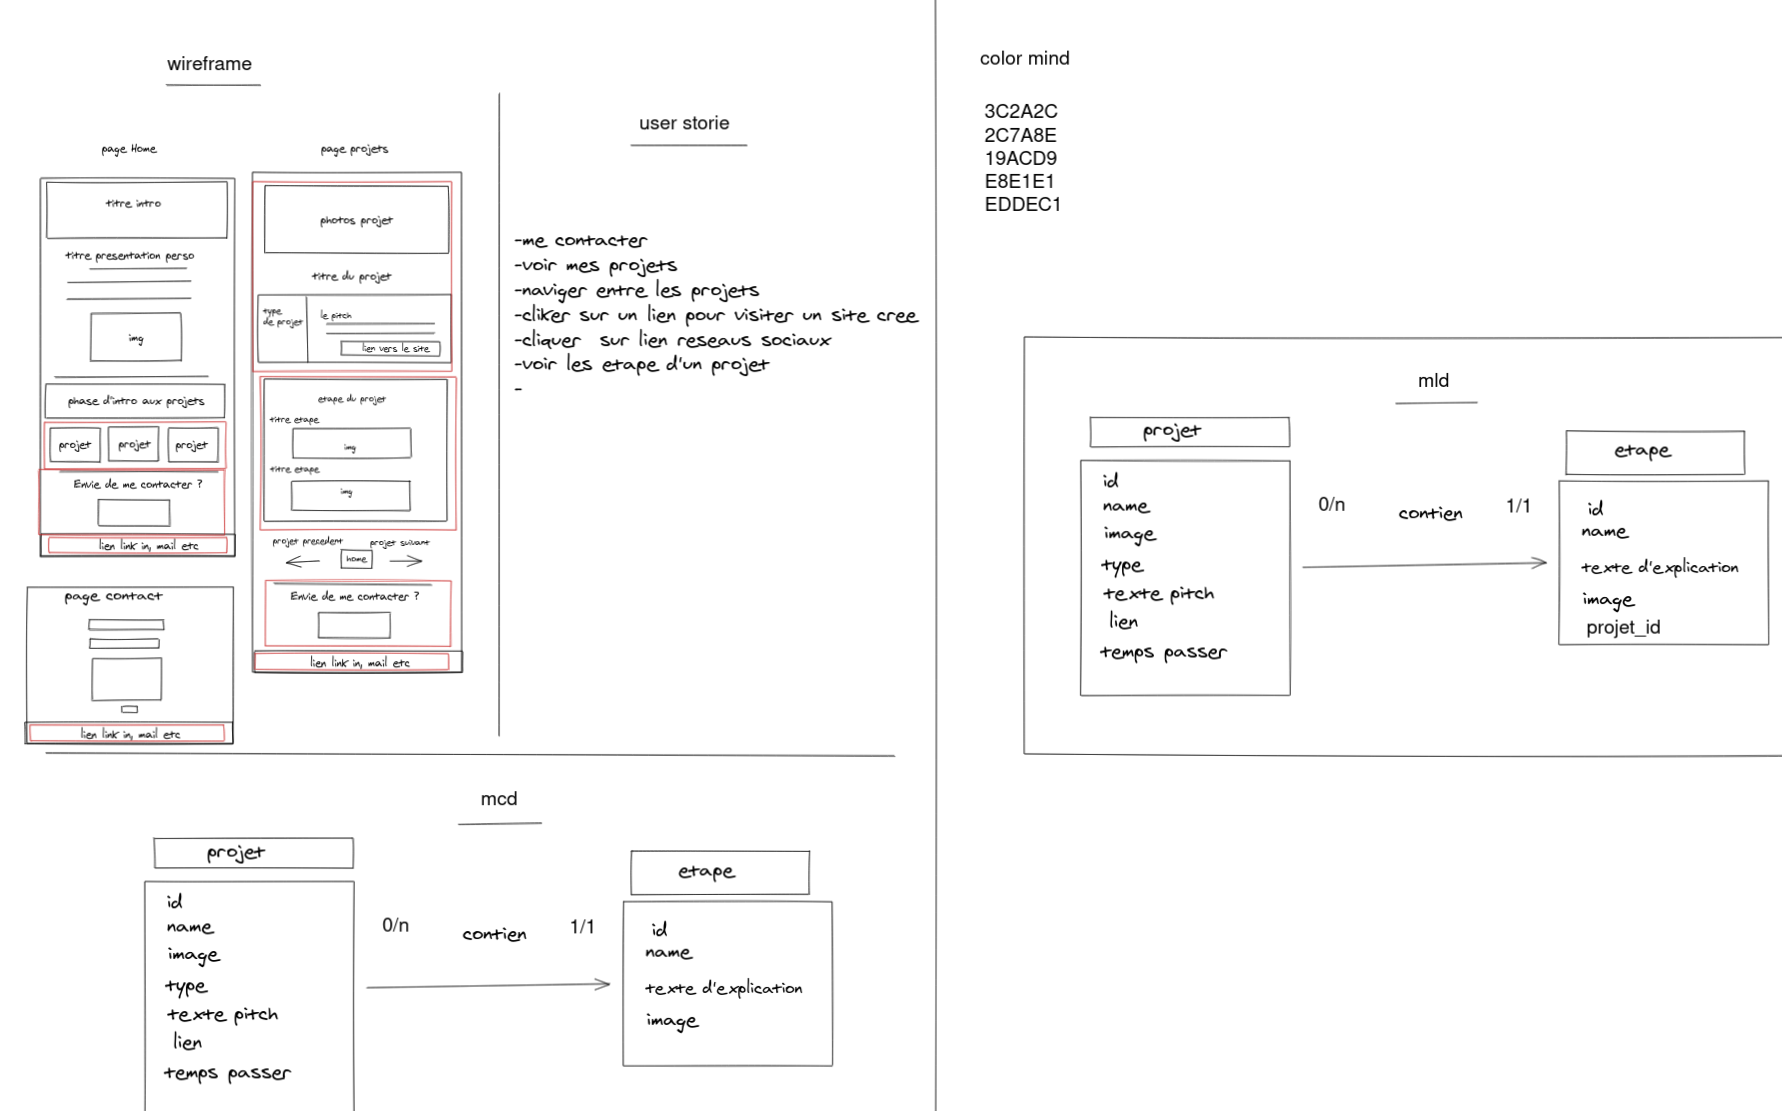 wireframe
page Home
titre intro
titre presentation perso
img
phase d'intro aux projets
projet projet projet
Envie de me contacter ?
lien link in, mail etc
page contact
lien link in, mail etc
page projets
photos projet
titre du projet
type
de projet
le pitch
lien vers le site
etape du projet
titre etape
img
titre etape
img
projet precedent projet suivant
home
Envie de me contacter ?
lien link in, mail etc
user storie
-me contacter
-voir mes projets
-naviger entre les projets
-cliker sur un lien pour visiter un site cree
-cliquer sur lien reseaus sociaux
-voir les etape d'un projet
-
mcd
projet
id
name
image
type
texte pitch
lien
temps passer
0/n contien 1/1
etape
id
name
texte d'explication
image
color mind
3C2A2C
2C7A8E
19ACD9
E8E1E1
EDDEC1
mld
projet
id
name
image
type
texte pitch
lien
temps passer
0/n contien 1/1
etape
id
name
texte d'explication
image
projet_id